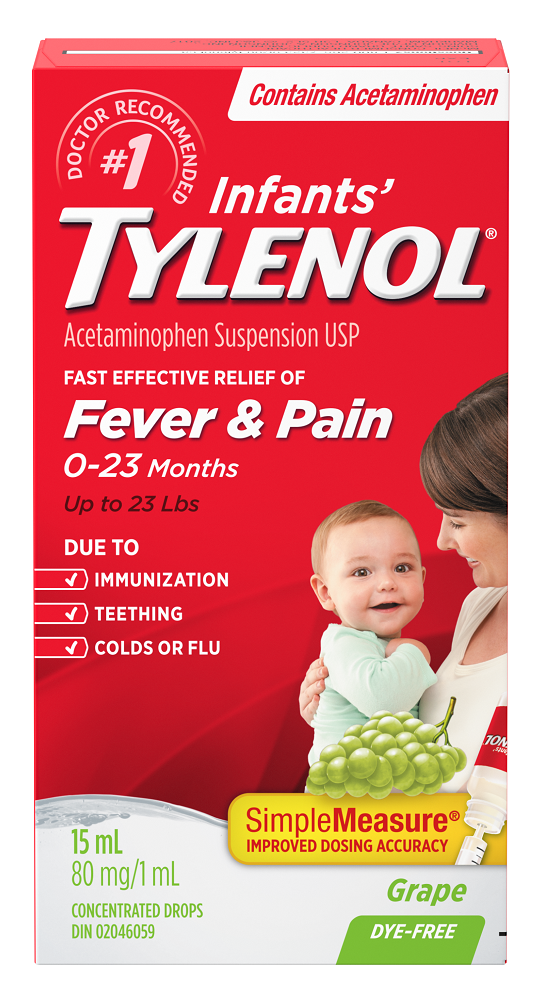 Contains Acetaminophen
DOCTOR RECOMMENDED
#1
Infants’
TYLENOL®
Acetaminophen Suspension USP
FAST EFFECTIVE RELIEF OF
Fever & Pain
0-23 Months
Up to 23 Lbs
DUE TO
IMMUNIZATION
TEETHING
COLDS OR FLU
SimpleMeasure®
IMPROVED DOSING ACCURACY
15 mL
80 mg/1 mL
CONCENTRATED DROPS
DIN 02046059
Grape
DYE-FREE